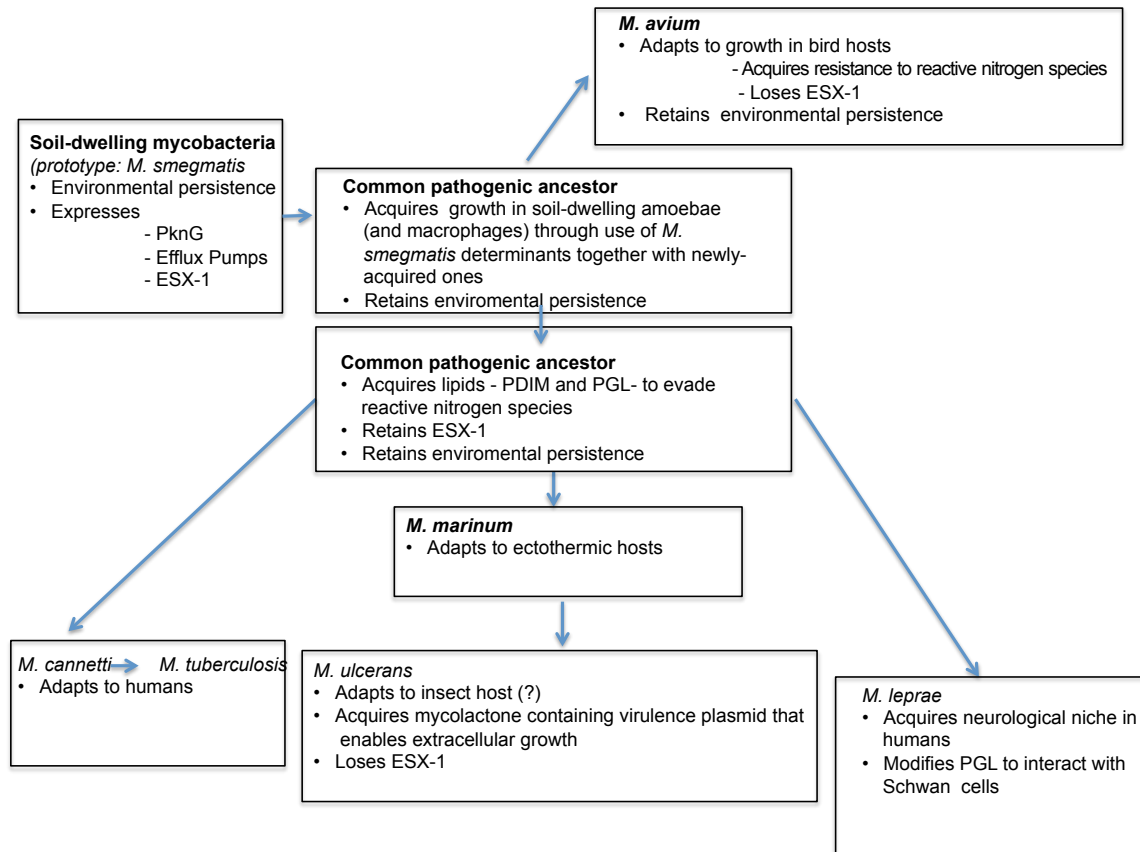 M. avium
• Adapts to growth in bird hosts
- Acquires resistance to reactive nitrogen species
- Loses ESX-1
• Retains environmental persistence
Soil-dwelling mycobacteria
(prototype: M. smegmatis
• Environmental persistence
• Expresses
- PknG
- Efflux Pumps
- ESX-1
Common pathogenic ancestor
• Acquires growth in soil-dwelling amoebae
(and macrophages) through use of M.
smegmatis determinants together with newly-
acquired ones
• Retains enviromental persistence
Common pathogenic ancestor
• Acquires lipids - PDIM and PGL- to evade
reactive nitrogen species
• Retains ESX-1
• Retains enviromental persistence
M. marinum
• Adapts to ectothermic hosts
M. cannetti M. tuberculosis
• Adapts to humans
M. ulcerans
• Adapts to insect host (?)
• Acquires mycolactone containing virulence plasmid that
enables extracellular growth
• Loses ESX-1
M. leprae
• Acquires neurological niche in
humans
• Modifies PGL to interact with
Schwan cells